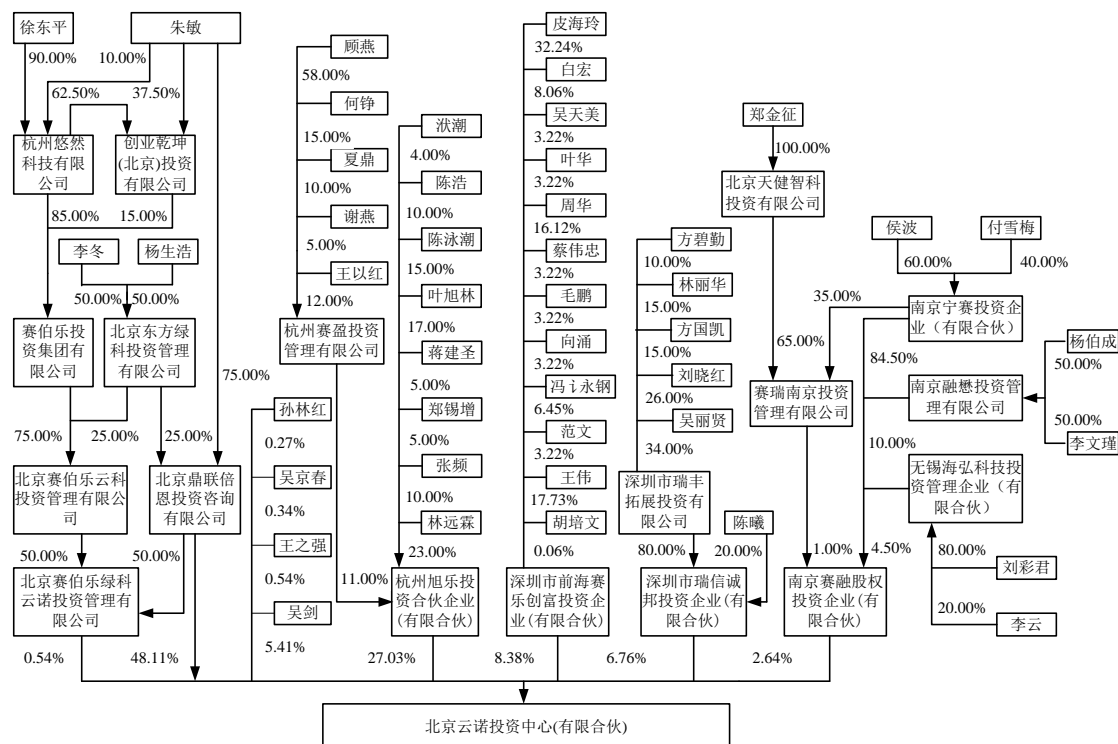 徐东平
朱敏
90.00%
10.00%
62.50%
37.50%
杭州悠然
科技有限
公司
创业乾坤
(北京)投资
有限公司
85.00%
15.00%
李冬
杨生浩
50.00%
50.00%
赛伯乐投
资集团有
限公司
北京东方绿
科投资管理
有限公司
75.00%
75.00%
25.00%
25.00%
北京赛伯乐云科
投资管理有限公
司
北京鼎联倍
恩投资咨询
有限公司
50.00%
50.00%
北京赛伯乐绿科
云诺投资管理有
限公司
0.54%
48.11%
顾燕
58.00%
何铮
15.00%
夏鼎
10.00%
谢燕
5.00%
王以红
12.00%
杭州赛盈投资
管理有限公司
11.00%
孙林红
0.27%
吴京春
0.34%
王之强
0.54%
吴剑
5.41%
洑潮
4.00%
陈浩
10.00%
陈泳潮
15.00%
叶旭林
17.00%
蒋建圣
5.00%
郑锡增
5.00%
张频
10.00%
林远霖
23.00%
杭州旭乐投
资合伙企业
(有限合伙)
27.03%
皮海玲
32.24%
白宏
8.06%
吴天美
3.22%
叶华
3.22%
周华
16.12%
蔡伟忠
3.22%
毛鹏
3.22%
向涌
3.22%
冯讠永钢
6.45%
范文
3.22%
王伟
17.73%
胡培文
0.06%
深圳市前海赛
乐创富投资企
业(有限合伙)
8.38%
方碧勤
10.00%
林丽华
15.00%
方国凯
15.00%
刘晓红
26.00%
吴丽贤
34.00%
深圳市瑞丰
拓展投资有
限公司
陈曦
80.00%
20.00%
深圳市瑞信诚
邦投资企业(有
限合伙)
6.76%
郑金征
100.00%
北京天健智科
投资有限公司
65.00%
35.00%
赛瑞南京投资
管理有限公司
1.00%
侯波
付雪梅
60.00%
40.00%
南京宁赛投资企
业（有限合伙）
84.50%
杨伯成
50.00%
南京融懋投资管
理有限公司
50.00%
李文瑾
10.00%
无锡海弘科技投
资管理企业（有
限合伙）
4.50%
80.00%
刘彩君
20.00%
李云
南京赛融股权
投资企业(有限
合伙)
2.64%
北京云诺投资中心(有限合伙)